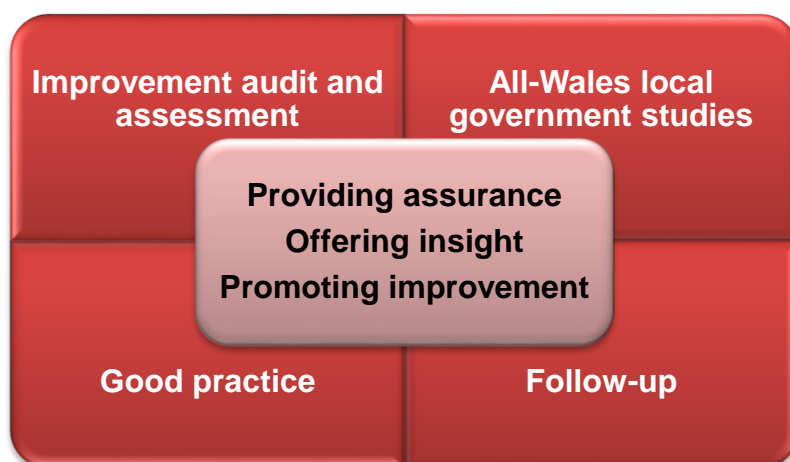 Improvement audit and
assessment
All-Wales local
government studies
Providing assurance
Offering insight
Promoting improvement
Good practice
Follow-up